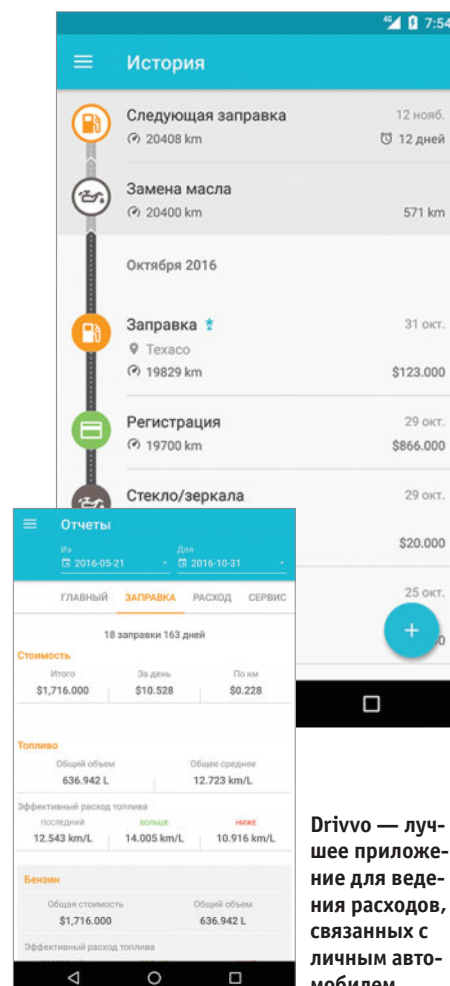 4G 7:54
История
Следующая заправка 12 нояб.
20408 km 12 дней
Замена масла
20400 km 571 km
Октября 2016
Заправка 31 окт.
Texaco
19829 km $123.000
Регистрация 29 окт.
19700 km $866.000
Стекло/зеркала 29 окт.
$20.000
25 окт.
+
Отчеты
Из Для
2016-05-21 2016-10-31
ГЛАВНЫЙ ЗАПРАВКА РАСХОД СЕРВИС
18 заправки 163 дней
Стоимость
Итого За день По км
$1,716.000 $10.528 $0.228
Топливо
Общий объем Общее среднее
636.942 L 12.723 km/L
Эффективный расход топлива
ПОСЛЕДНИЙ БОЛЬШЕ НИЖЕ
12.543 km/L 14.005 km/L 10.916 km/L
Бензин
Общая стоимость Общий объем
$1,716.000 636.942 L
Эффективный расход топлива
Drivvo — луч-
шее приложе-
ние для веде-
ния расходов,
связанных с
личным авто-
мобилем